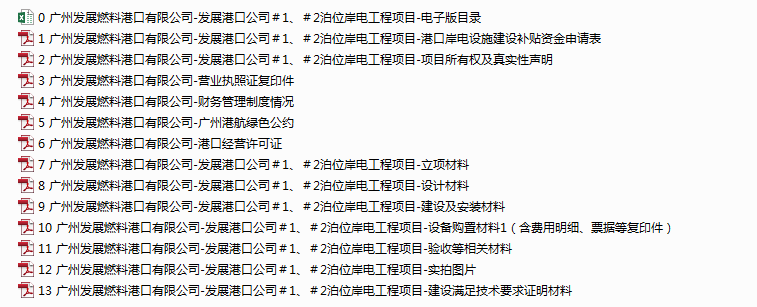 0 广州发展燃料港口有限公司-发展港口公司＃1、＃2泊位岸电工程项目-电子版目录
1 广州发展燃料港口有限公司-发展港口公司＃1、＃2泊位岸电工程项目-港口岸电设施建设补贴资金申请表
2 广州发展燃料港口有限公司-发展港口公司＃1、＃2泊位岸电工程项目-项目所有权及真实性声明
3 广州发展燃料港口有限公司-营业执照证复印件
4 广州发展燃料港口有限公司-财务管理制度情况
5 广州发展燃料港口有限公司-广州港航绿色公约
6 广州发展燃料港口有限公司-港口经营许可证
7 广州发展燃料港口有限公司-发展港口公司＃1、＃2泊位岸电工程项目-立项材料
8 广州发展燃料港口有限公司-发展港口公司＃1、＃2泊位岸电工程项目-设计材料
9 广州发展燃料港口有限公司-发展港口公司＃1、＃2泊位岸电工程项目-建设及安装材料
10 广州发展燃料港口有限公司-发展港口公司＃1、＃2泊位岸电工程项目-设备购置材料1（含费用明细、票据等复印件）
11 广州发展燃料港口有限公司-发展港口公司＃1、＃2泊位岸电工程项目-验收等相关材料
12 广州发展燃料港口有限公司-发展港口公司＃1、＃2泊位岸电工程项目-实拍图片
13 广州发展燃料港口有限公司-发展港口公司＃1、＃2泊位岸电工程项目-建设满足技术要求证明材料